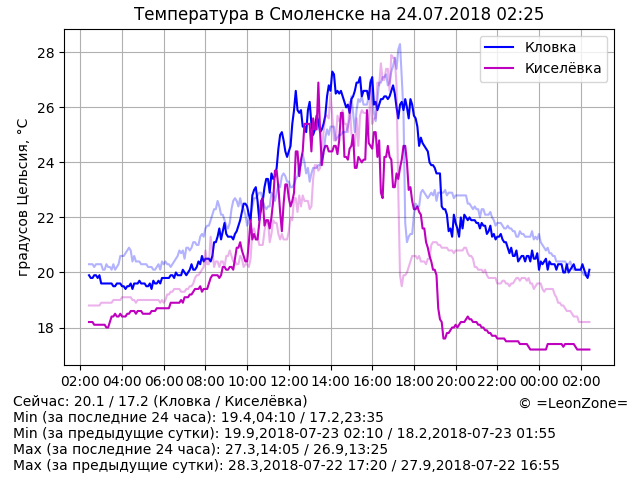 Температура в Смоленске на 24.07.2018 02:25
Кловка
Киселёвка
градусов Цельсия, °C
28
26
24
22
20
18
02:00 04:00 06:00 08:00 10:00 12:00 14:00 16:00 18:00 20:00 22:00 00:00 02:00
Сейчас: 20.1 / 17.2 (Кловка / Киселёвка)
© =LeonZone=
Min (за последние 24 часа): 19.4,04:10 / 17.2,23:35
Min (за предыдущие сутки): 19.9,2018-07-23 02:10 / 18.2,2018-07-23 01:55
Max (за последние 24 часа): 27.3,14:05 / 26.9,13:25
Max (за предыдущие сутки): 28.3,2018-07-22 17:20 / 27.9,2018-07-22 16:55